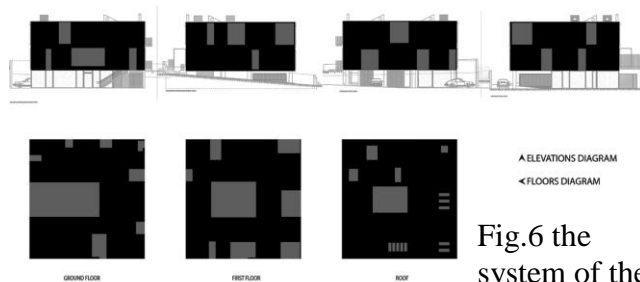 ▲ ELEVATIONS DIAGRAM
◄ FLOORS DIAGRAM
GROUND FLOOR
FIRST FLOOR
ROOF
Fig.6 the
system of the